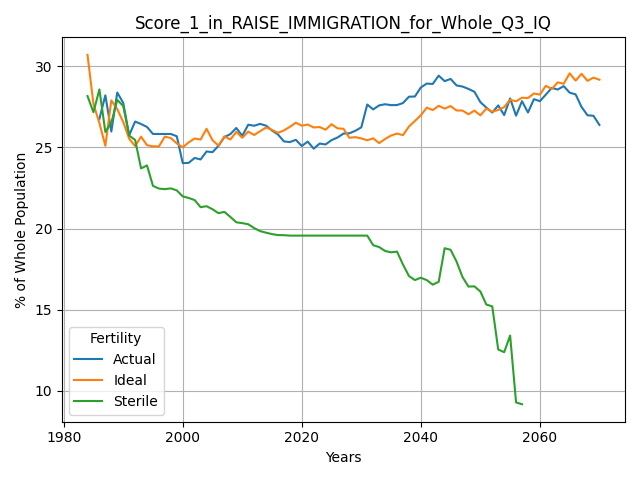 Score_1_in_RAISE_IMMIGRATION_for_Whole_Q3_IQ
% of Whole Population
30
25
20
15
10
Fertility
Actual
Ideal
Sterile
1980 2000 2020 2040 2060
Years